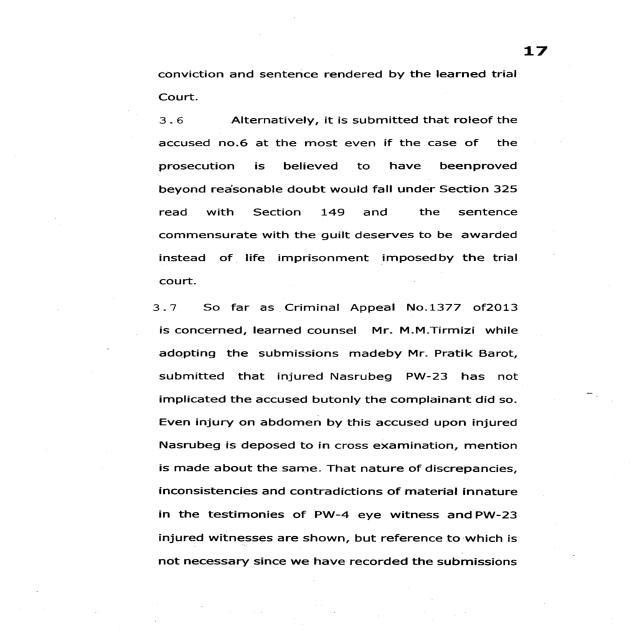 17
conviction and sentence rendered by the learned trial
Court.
3.6 Alternatively, it is submitted that roleof the
accused no.6 at the most even if the case of the
prosecution is believed to have beenproved
beyond reasonable doubt would fall under Section 325
read with Section 149 and the sentence
commensurate with the guilt deserves to be awarded
instead of life imprisonment imposedby the trial
court.
3.7 So far as Criminal Appeal No.1377 of2013
is concerned, learned counsel Mr. M.M.Tirmizi while
adopting the submissions madeby Mr. Pratik Barot,
submitted that injured Nasrubeg PW-23 has not
implicated the accused butonly the complainant did so.
Even injury on abdomen by this accused upon injured
Nasrubeg is deposed to in cross examination, mention
is made about the same. That nature of discrepancies,
inconsistencies and contradictions of material innature
in the testimonies of PW-4 eye witness andPW-23
injured witnesses are shown, but reference to which is
not necessary since we have recorded the submissions